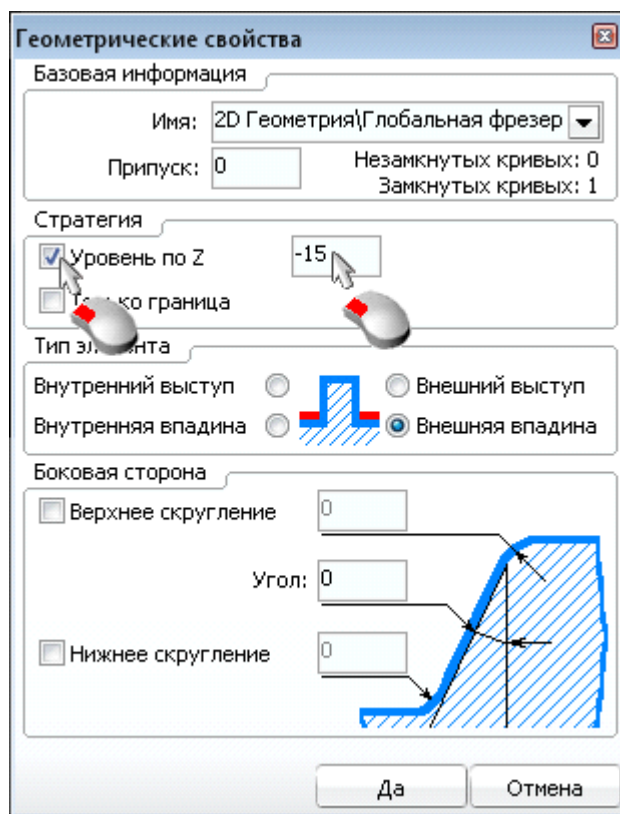 Геометрические свойства
Базовая информация
Имя: 2D Геометрия\Глобальная фрезер
Припуск: 0 Незамкнутых кривых: 0
Замкнутых кривых: 1
Стратегия
Уровень по Z -15
граница
Тип
Внутренний выступ Внешний выступ
Внутренняя впадина Внешняя впадина
Боковая сторона
Верхнее скругление 0
Угол: 0
Нижнее скругление 0
Да Отмена